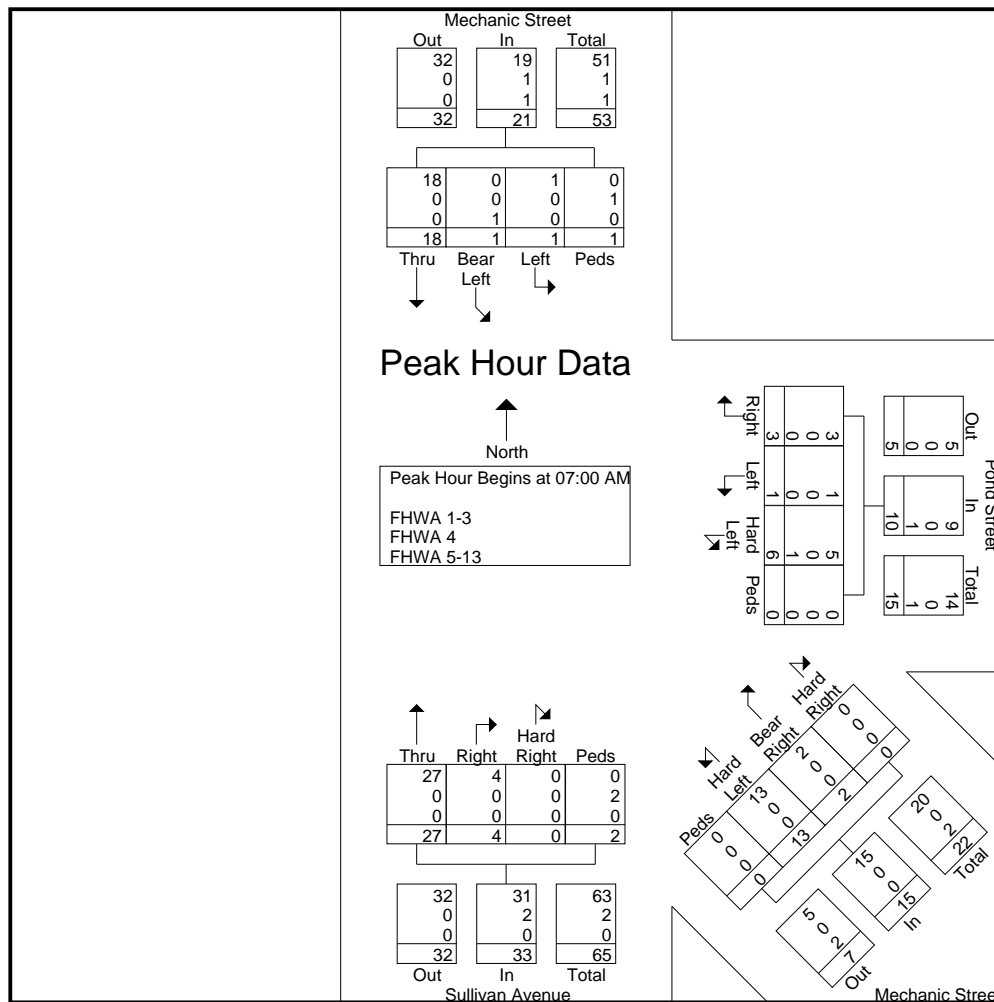 Mechanic Street
Out In Total
32 19 51
0 1 1
0 1 1
32 21 53
18 0 1 0
0 0 0 1
0 1 0 0
18 1 1 1
Thru Bear Left Left Peds
Peak Hour Data
North
Peak Hour Begins at 07:00 AM
FHWA 1-3
FHWA 4
FHWA 5-13
Pond Street
Out In Total
5 9 14
0 0 0
0 1 1
5 10 15
3 1 5 0
0 0 0 0
0 0 1 0
3 1 6 0
Right Left Hard Left Peds
Thru Right Hard Right Peds
27 4 0 0
0 0 0 2
0 0 0 0
27 4 0 2
32 31 63
0 2 2
0 0 0
32 33 65
Out In Total
Sullivan Avenue
Peds Hard Left Bear Right Hard Right
0 13 2 0
0 0 0 0
0 0 0 0
0 13 2 0
5 15 20
0 0 0
2 0 2
7 15 22
Out In Total
Mechanic Stree